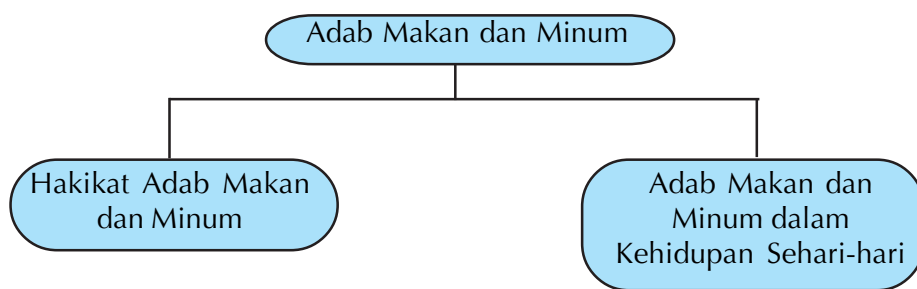 Adab Makan dan Minum
Hakikat Adab Makan
dan Minum
Adab Makan dan
Minum dalam
Kehidupan Sehari-hari